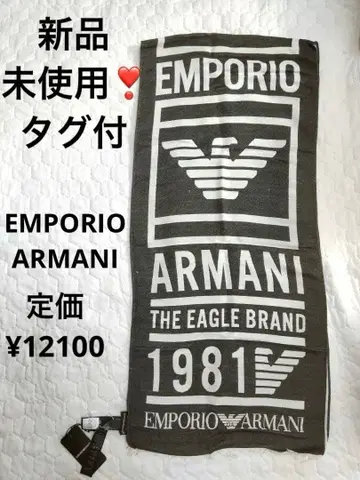 新品
未使用❣️
タグ付
EMPORIO
ARMANI
定価
¥12100
EMPORIO
ARMANI
THE EAGLE BRAND
1981
EMPORIO ARMANI